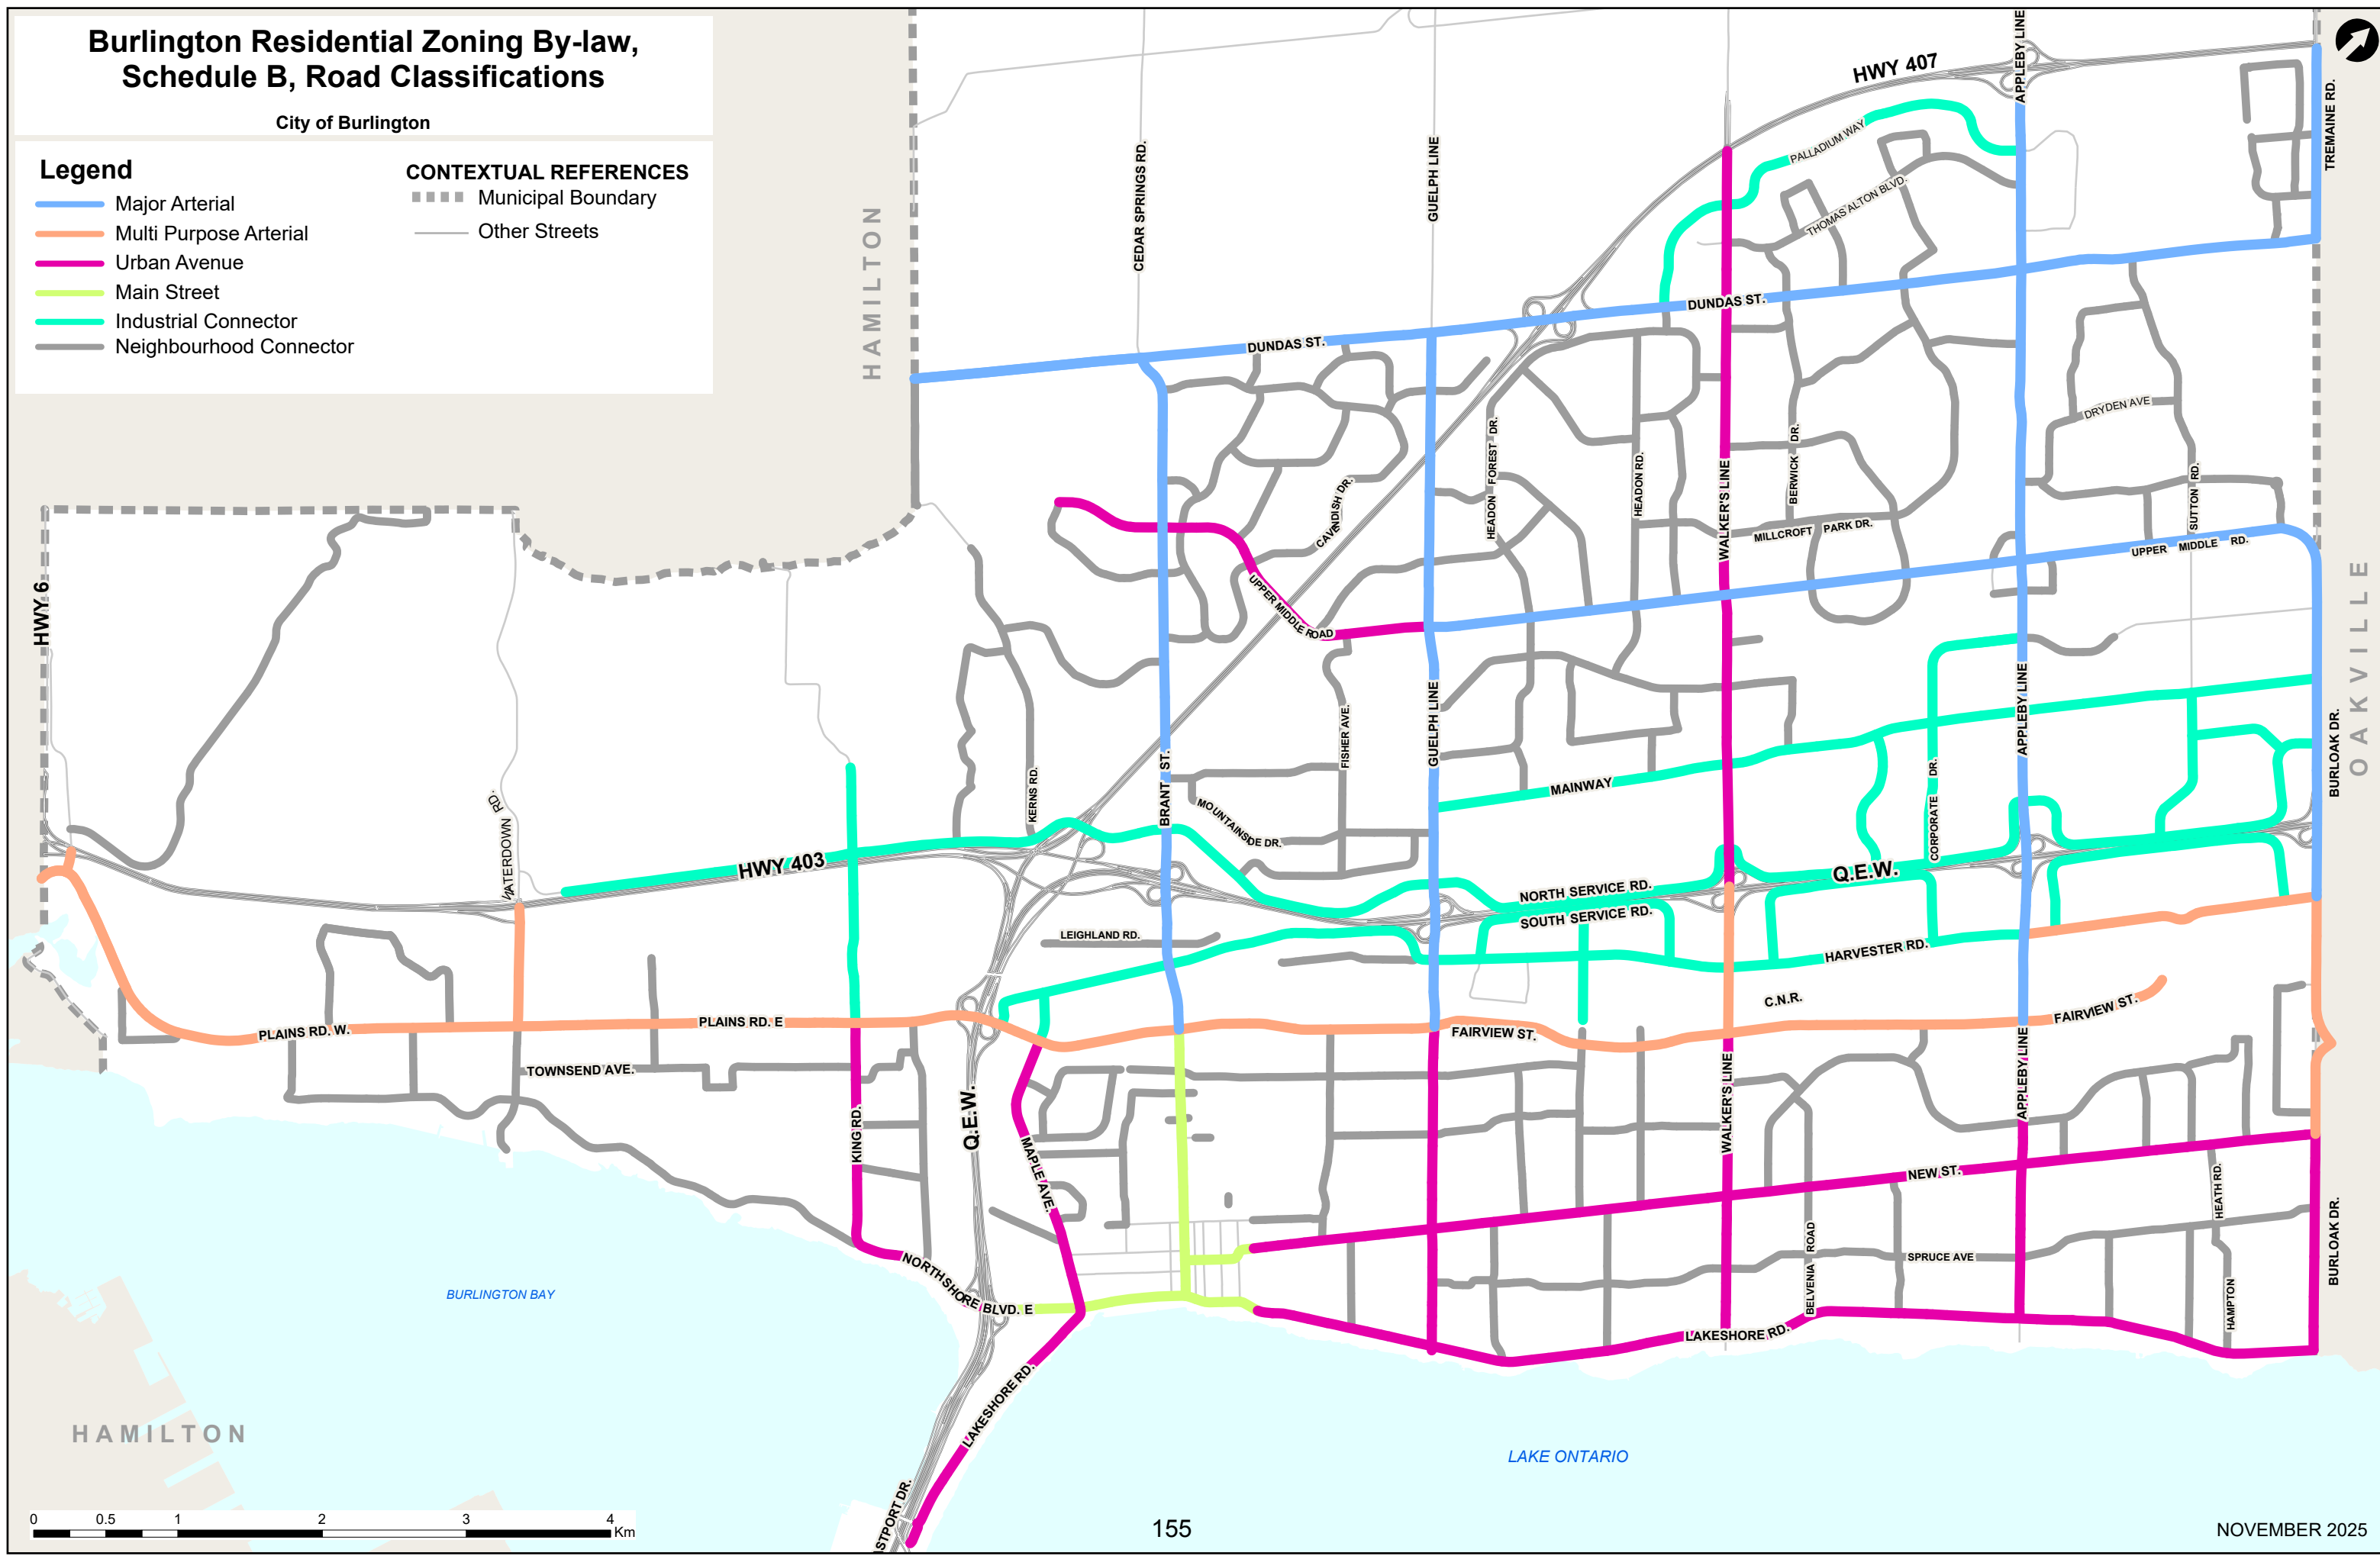 Burlington Residential Zoning By-law,
Schedule B, Road Classifications
City of Burlington
Legend
Major Arterial
Multi Purpose Arterial
Urban Avenue
Main Street
Industrial Connector
Neighbourhood Connector
CONTEXTUAL REFERENCES
Municipal Boundary
Other Streets
HAMILTON
CEDAR SPRINGS RD.
GUELPH LINE
HWY 407
APPLEBY LINE
TREMAINE RD.
PALLADIUM WAY
THOMAS ALTON BLVD.
DUNDAS ST.
DUNDAS ST.
DRYDEN AVE
CAVENDISH DR.
HEADON FOREST DR.
HEADON RD.
WALKER'S LINE
BERWICK DR.
MILLCROFT PARK DR.
SUTTON RD.
UPPER MIDDLE RD.
HWY 6
UPPER MIDDLE ROAD
OAKVILLE
WATERDOWN RD.
KERNS RD.
BRANT ST.
FISHER AVE.
GUELPH LINE
APPLEBY LINE
BURLOAK DR.
MAINWAY
MOUNTAINSIDE DR.
CORPORATE DR.
HWY 403
Q.E.W.
NORTH SERVICE RD.
SOUTH SERVICE RD.
LEIGHLAND RD.
HARVESTER RD.
C.N.R.
PLAINS RD. W.
PLAINS RD. E
FAIRVIEW ST.
FAIRVIEW ST.
TOWNSEND AVE.
KING RD.
Q.E.W.
MAPLE AVE.
WALKER'S LINE
APPLEBY LINE
NEW ST.
HEATH RD.
BURLOAK DR.
BELVENIA ROAD
SPRUCE AVE
HAMPTON
NORTH SHORE BLVD. E
LAKESHORE RD.
LAKESHORE RD.
BURLINGTON BAY
HAMILTON
LAKE ONTARIO
0 0.5 1 2 3 4
Km
155
NOVEMBER 2025